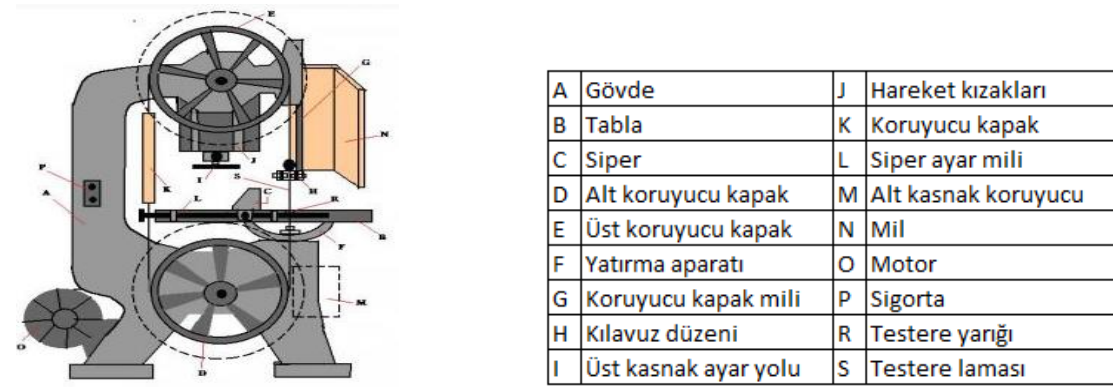 E
G
N
J
I
K
S
H
P
A
C
L
R
B
F
M
O
D
A Gövde J Hareket kızakları
B Tabla K Koruyucu kapak
C Siper L Siper ayar mili
D Alt koruyucu kapak M Alt kasnak koruyucu
E Üst koruyucu kapak N Mil
F Yatırma aparatı O Motor
G Koruyucu kapak mili P Sigorta
H Kılavuz düzeni R Testere yarığı
I Üst kasnak ayar yolu S Testere laması